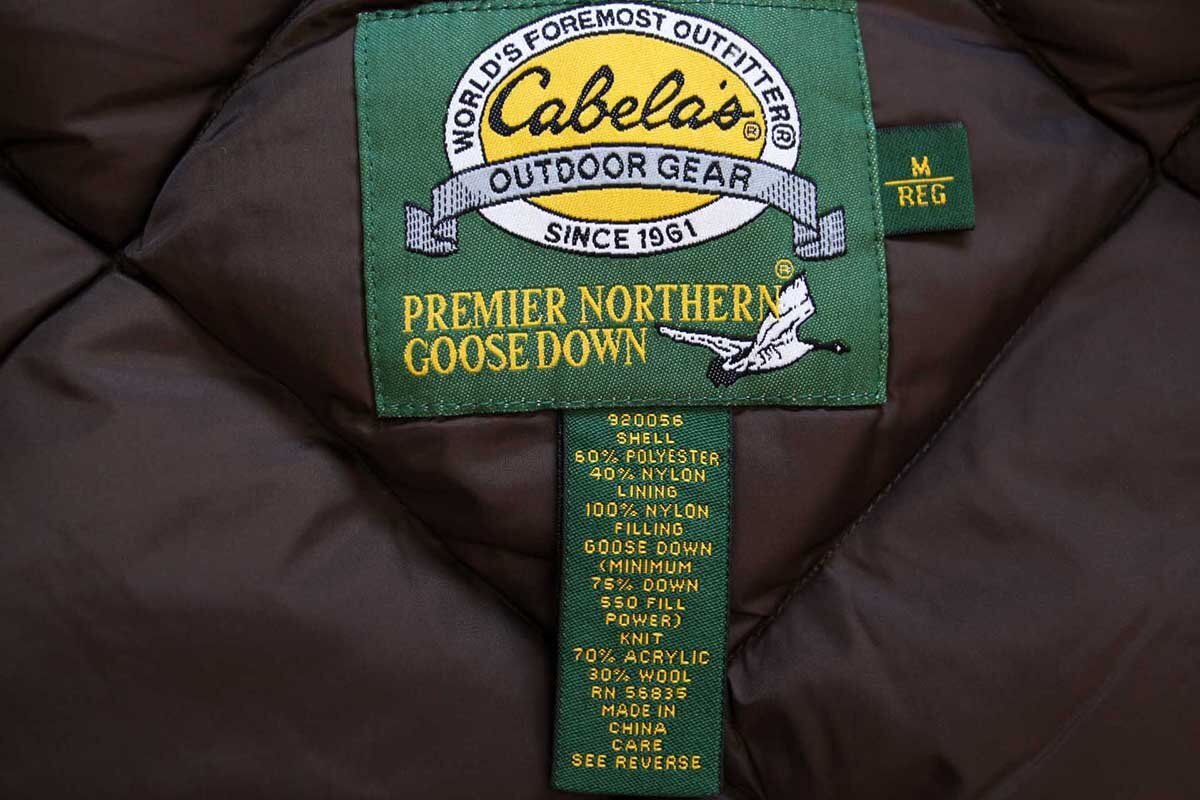 WORLD'S FOREMOST OUTFITTER®
Cabela's®
OUTDOOR GEAR
SINCE 1961
M
REG
PREMIER NORTHERN®
GOOSE DOWN
920056
SHELL
60% POLYESTER
40% NYLON
LINING
100% NYLON
FILLING
GOOSE DOWN
(MINIMUM
75% DOWN
550 FILL
POWER)
KNIT
70% ACRYLIC
30% WOOL
RN 56835
MADE IN
CHINA
CARE
SEE REVERSE